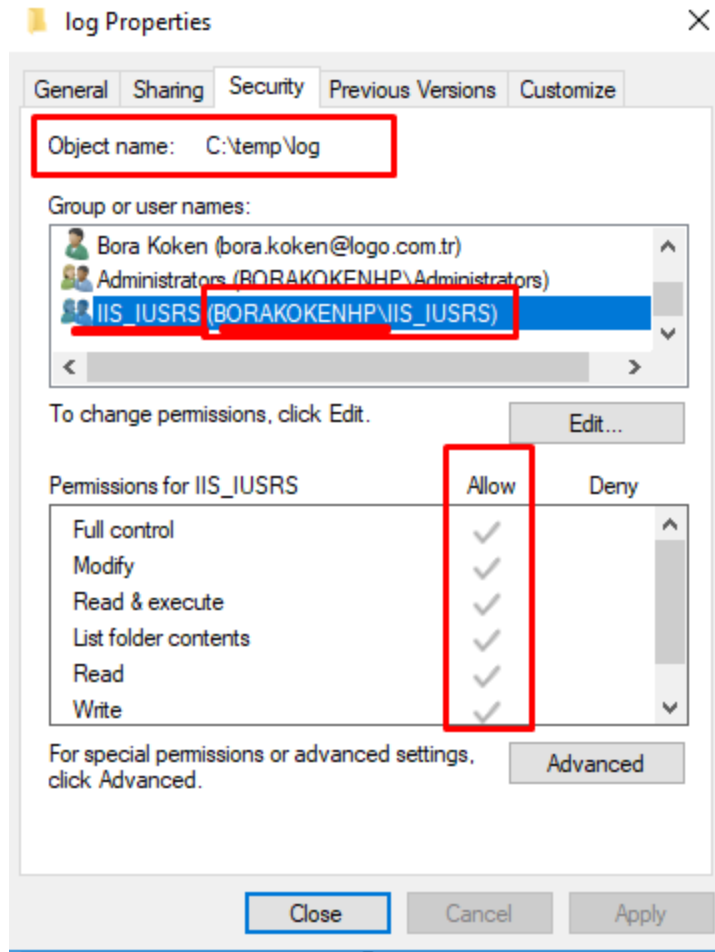 log Properties
General Sharing Security Previous Versions Customize
Object name: C:\temp\log
Group or user names:
Bora Koken (bora.koken@logo.com.tr)
Administrators (BORAKOKENHP\Administrators)
IIS_IUSRS (BORAKOKENHP\IIS_IUSRS)
To change permissions, click Edit.
Edit...
Permissions for IIS_IUSRS Allow Deny
Full control
Modify
Read & execute
List folder contents
Read
Write
For special permissions or advanced settings,
click Advanced.
Advanced
Close Cancel Apply